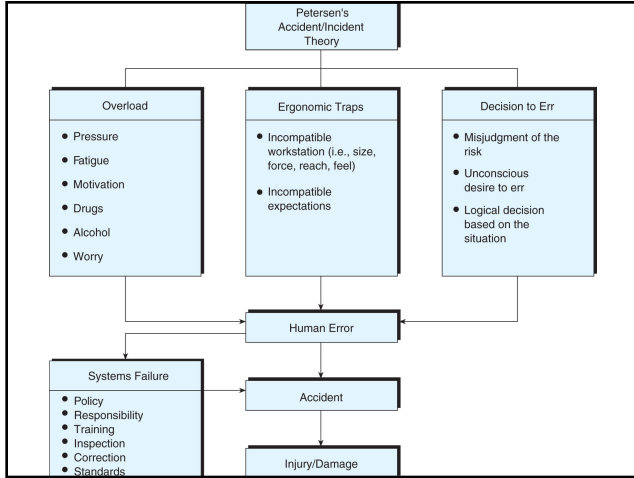 Petersen's
Accident/Incident
Theory
Overload
• Pressure
• Fatigue
• Motivation
• Drugs
• Alcohol
• Worry
Ergonomic Traps
• Incompatible
workstation (i.e., size,
force, reach, feel)
• Incompatible
expectations
Decision to Err
• Misjudgment of the
risk
• Unconscious
desire to err
• Logical decision
based on the
situation
Human Error
Systems Failure
• Policy
• Responsibility
• Training
• Inspection
• Correction
• Standards
Accident
Injury/Damage